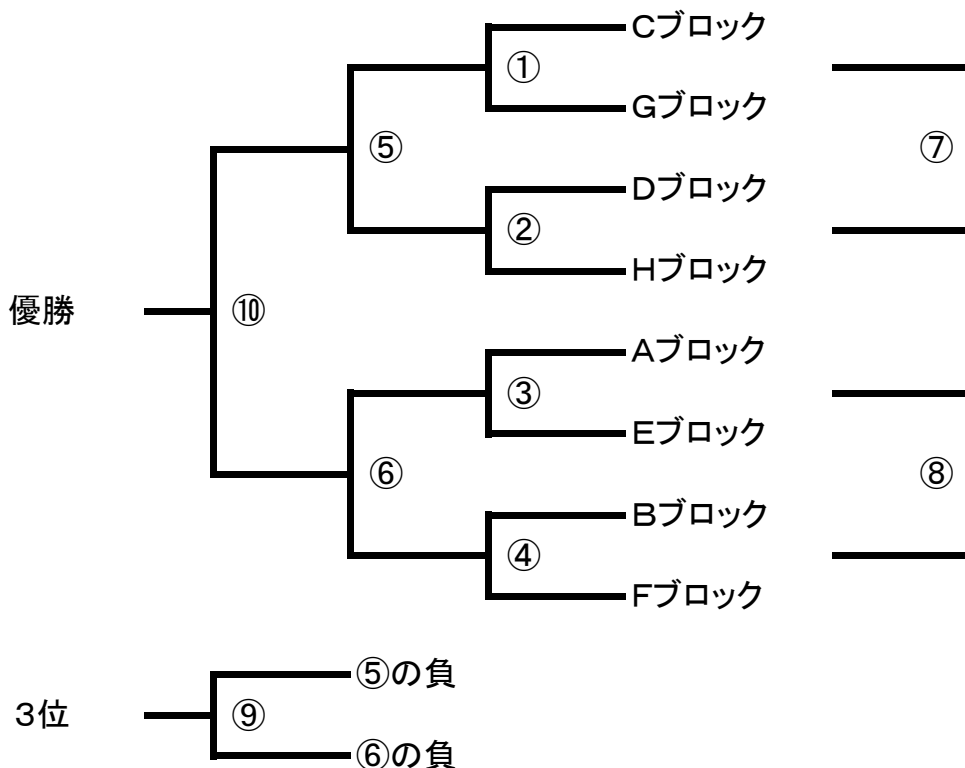 Cブロック
①
Gブロック
⑤
⑦
Dブロック
②
Hブロック
優勝
⑩
Aブロック
③
Eブロック
⑥
⑧
Bブロック
④
Fブロック
⑤の負
3位
⑨
⑥の負